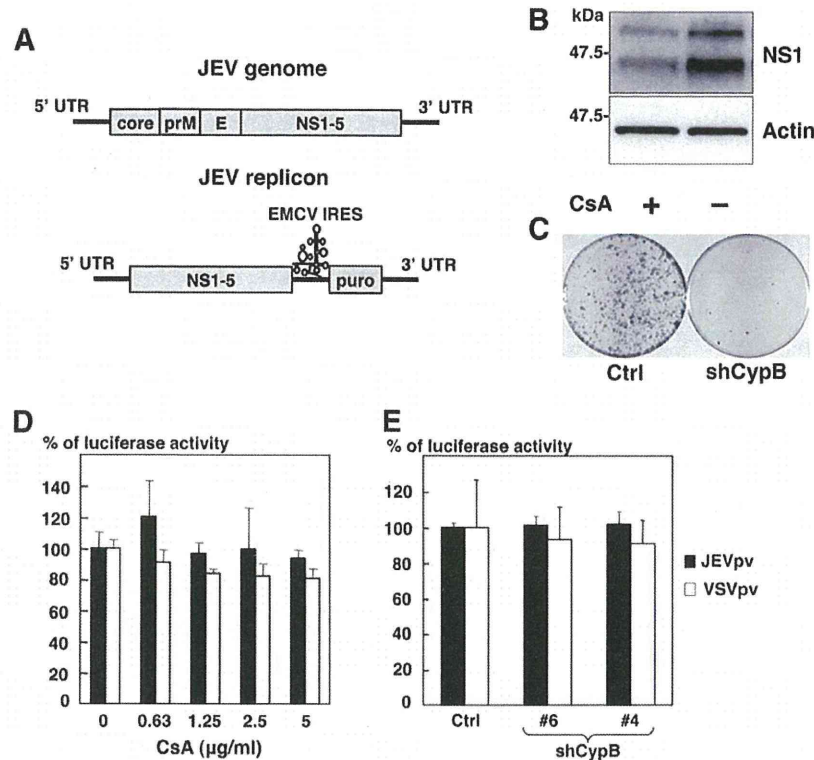 A
JEV genome
5' UTR
3' UTR
core prM E NS1-5
JEV replicon
EMCV IRES
5' UTR
3' UTR
NS1-5 puro
B
kDa
47.5-
NS1
47.5-
Actin
CsA + −
C
Ctrl shCypB
D
% of luciferase activity
140
120
100
80
60
40
20
0
0 0.63 1.25 2.5 5
CsA (µg/ml)
E
% of luciferase activity
120
100
80
60
40
20
0
Ctrl #6 #4
shCypB
JEVpv
VSVpv